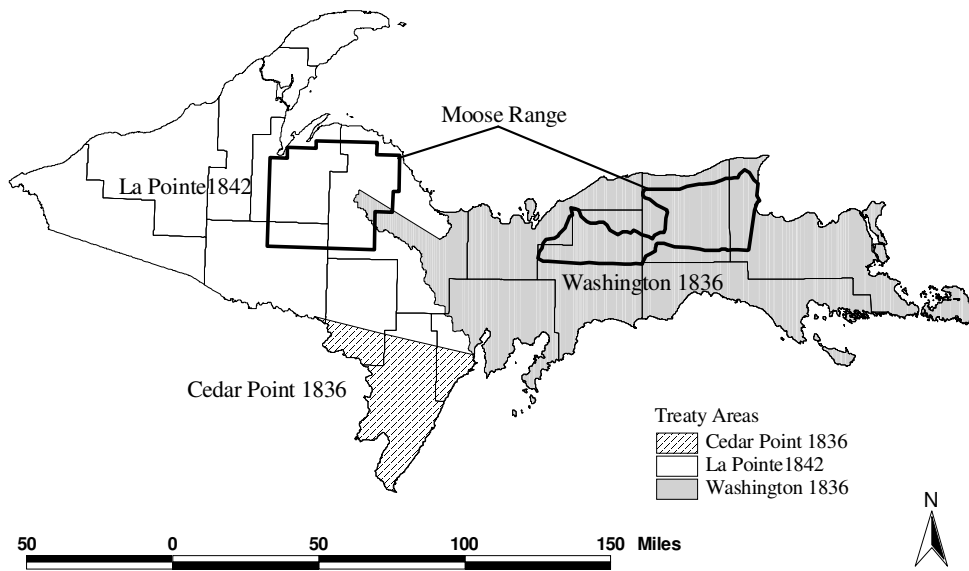 Moose Range
La Pointe1842
Washington 1836
Cedar Point 1836
Treaty Areas
Cedar Point 1836
La Pointe1842
Washington 1836
N
50 0 50 100 150 Miles